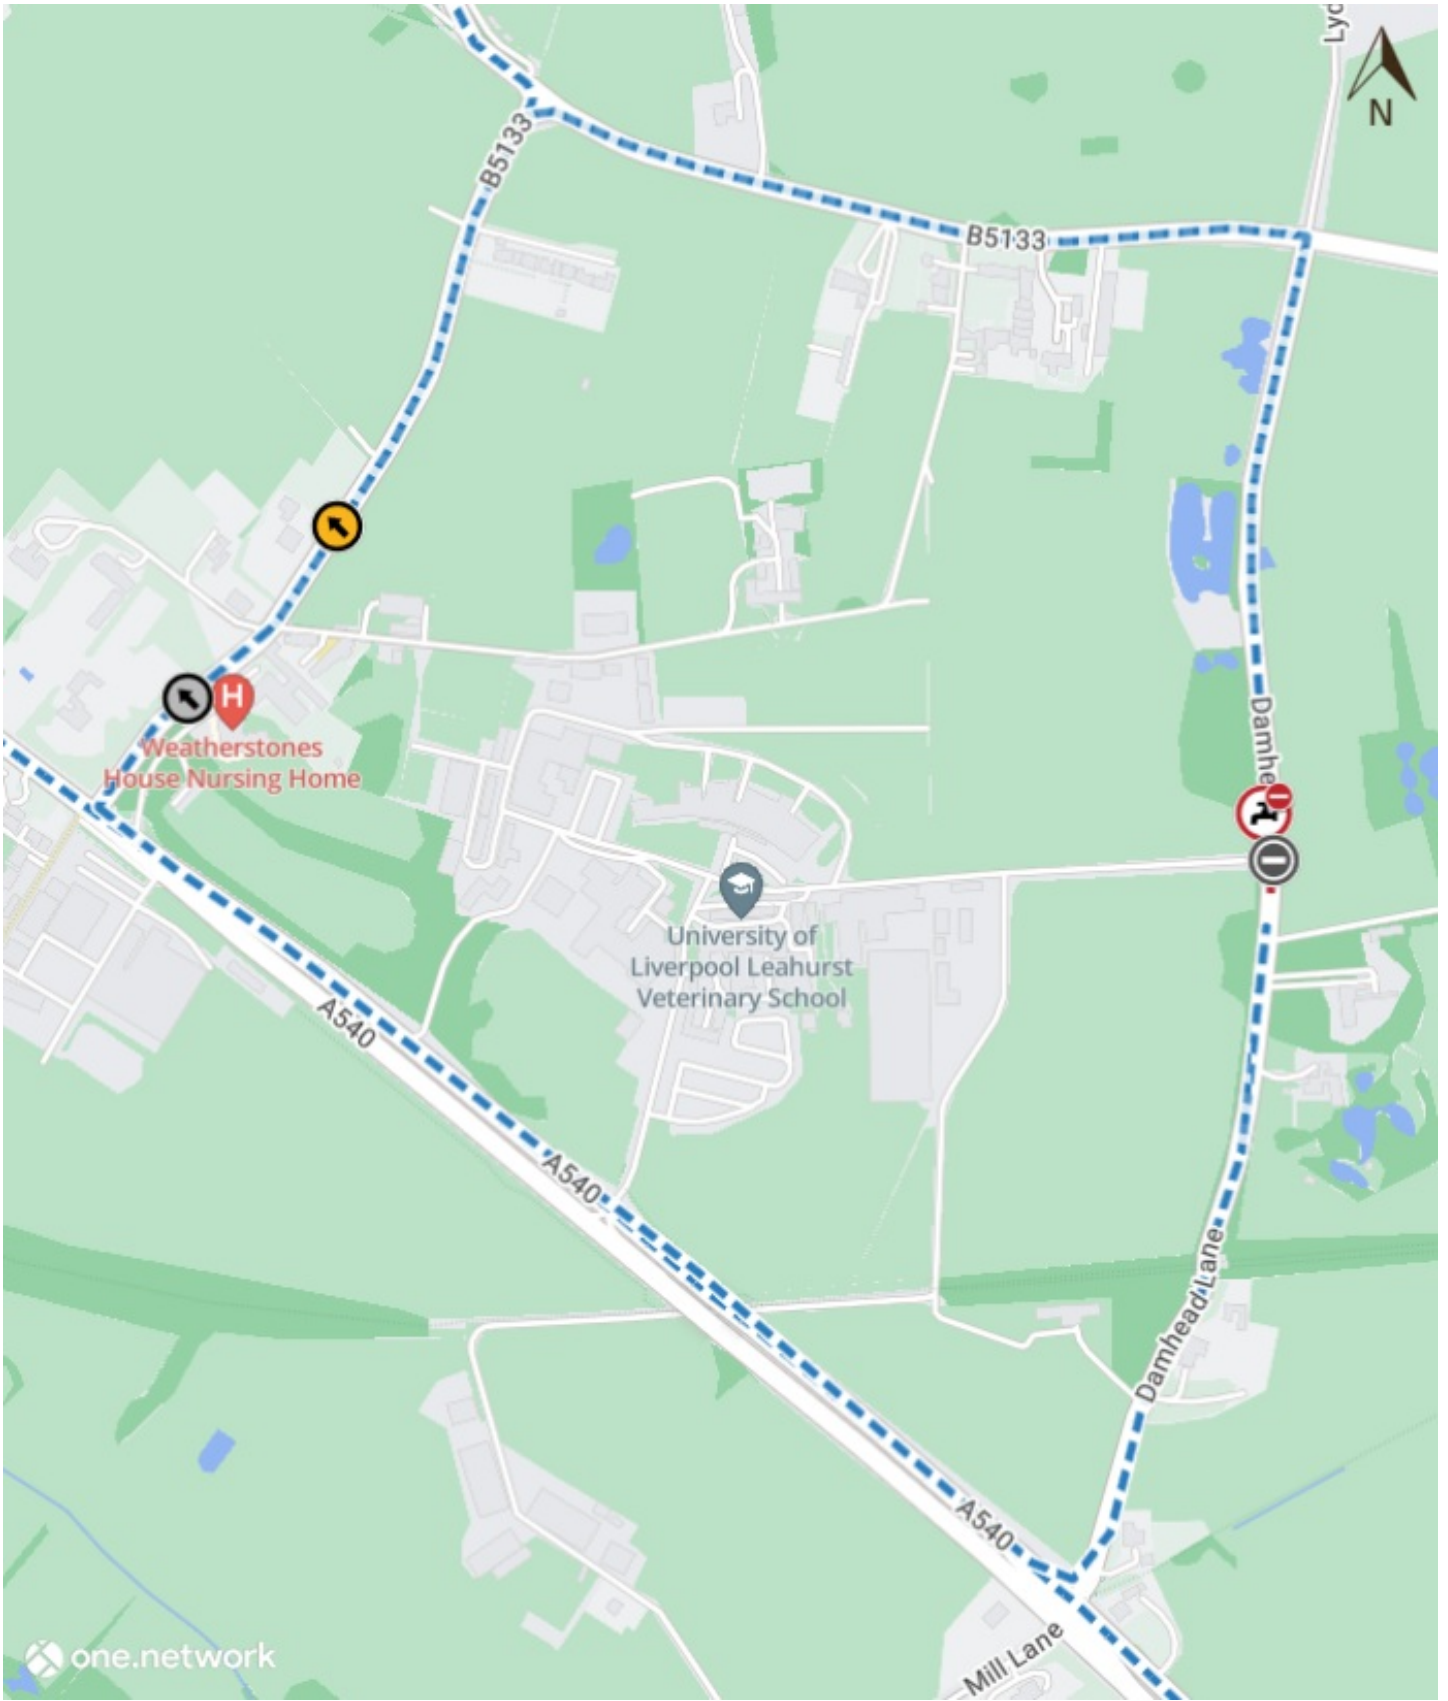 Lyd
N
B5133
B5133
Damhe
H
Weatherstones
House Nursing Home
University of
Liverpool Leahurst
Veterinary School
A540
A540
Damhead Lane
A540
Mill Lane
one.network